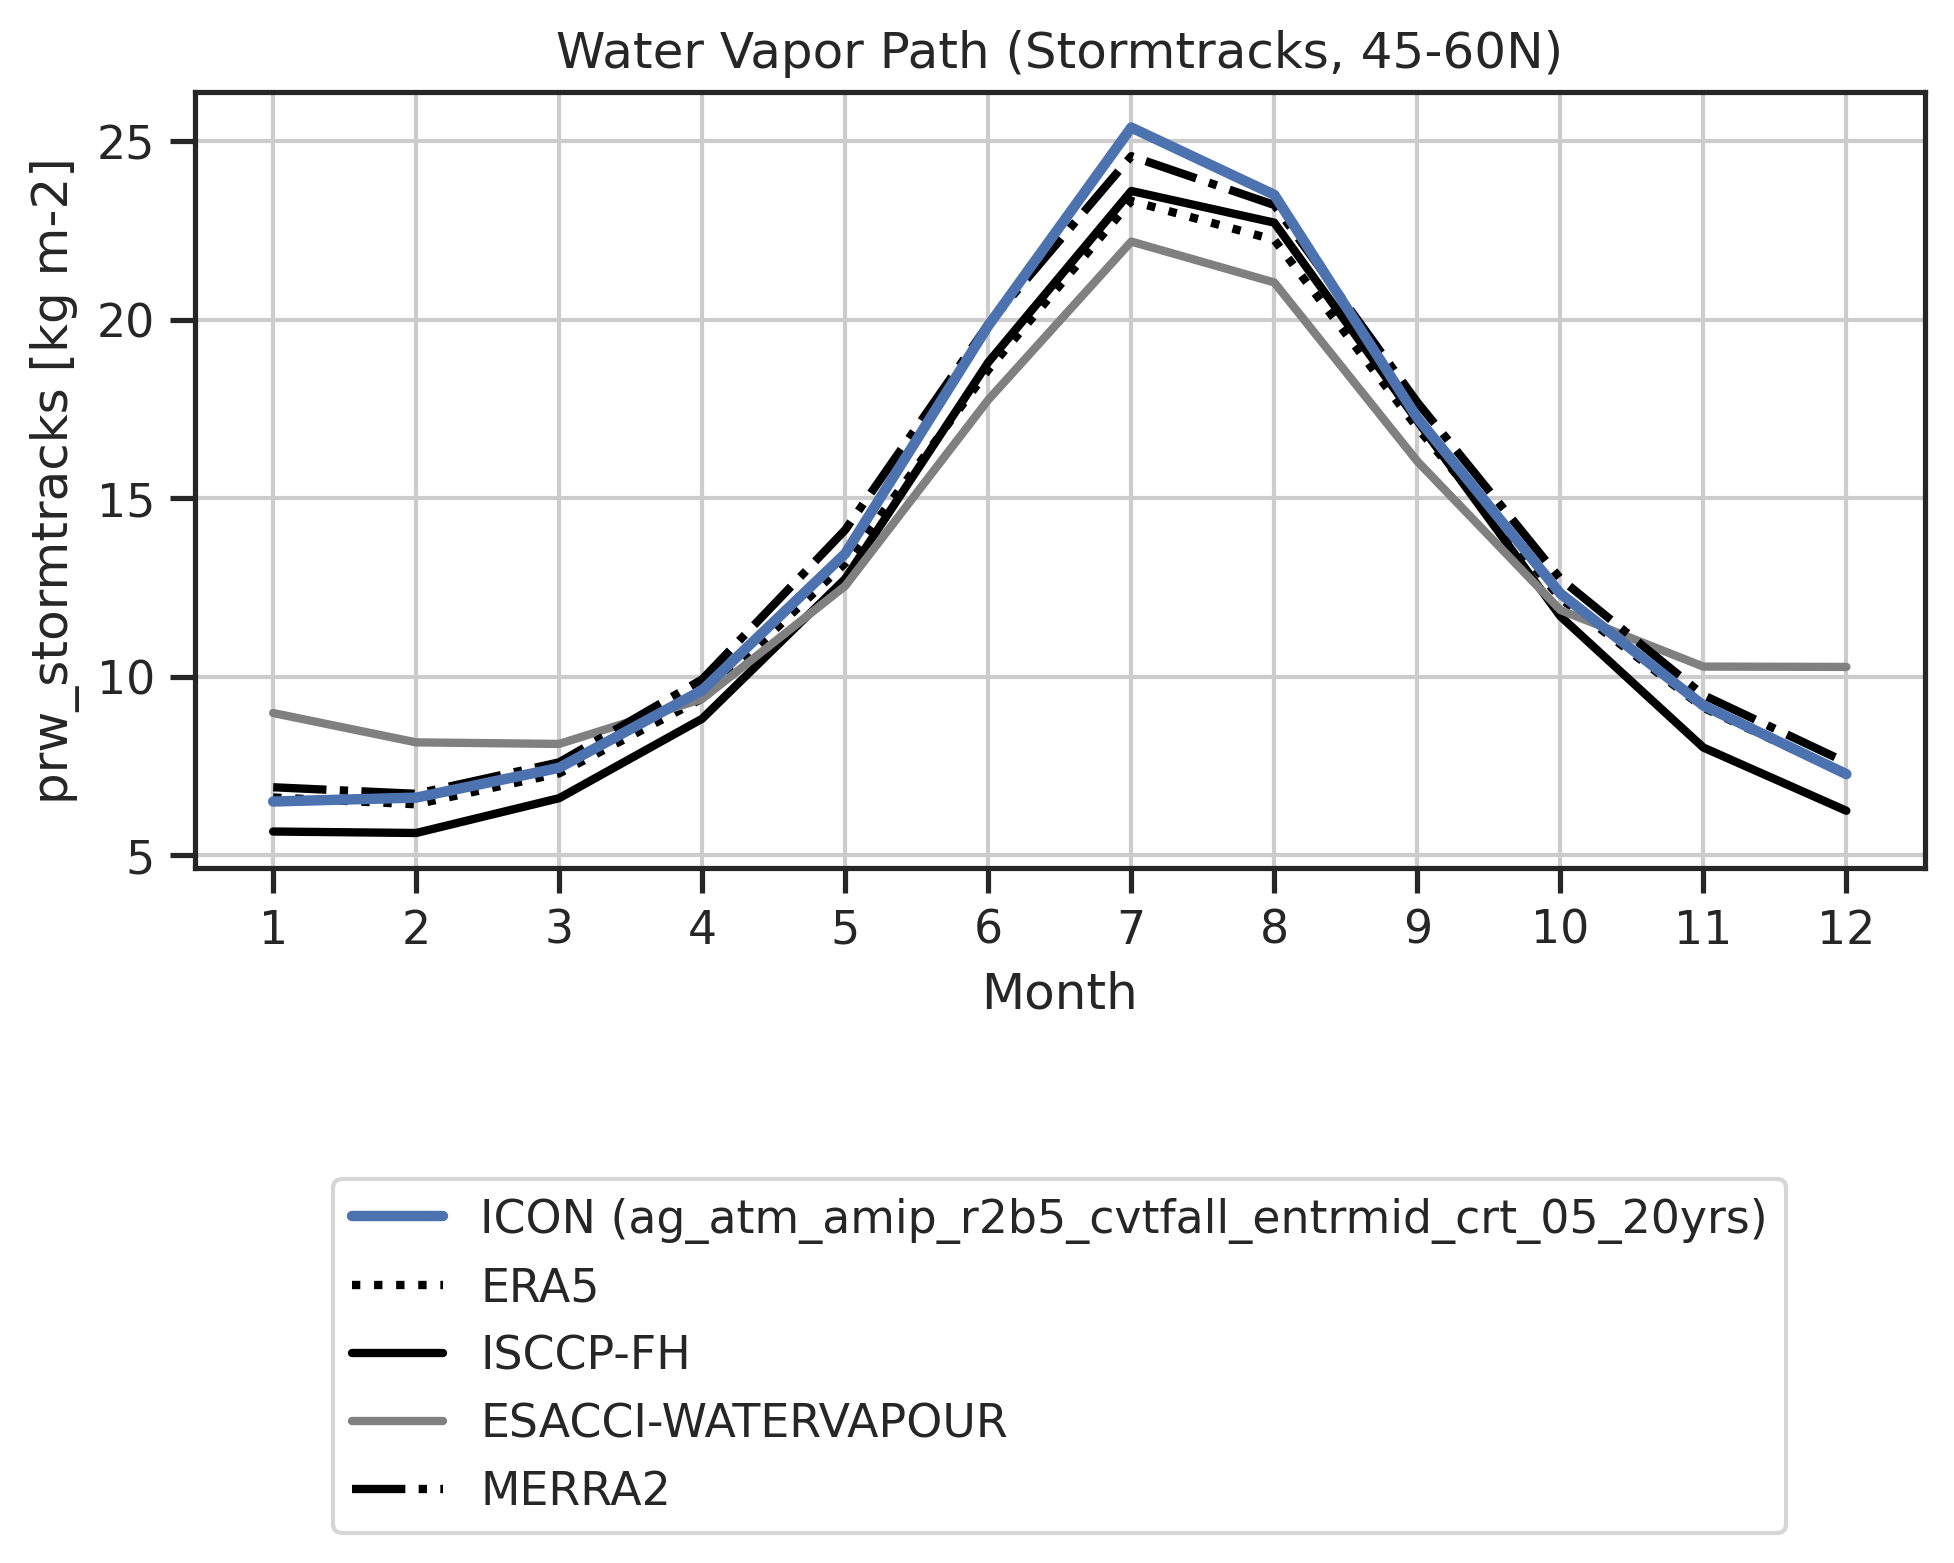 Water Vapor Path (Stormtracks, 45-60N)
prw_stormtracks [kg m-2]
25
20
15
10
5
1 2 3 4 5 6 7 8 9 10 11 12
Month
ICON (ag_atm_amip_r2b5_cvtfall_entrmid_crt_05_20yrs)
ERA5
ISCCP-FH
ESACCI-WATERVAPOUR
MERRA2